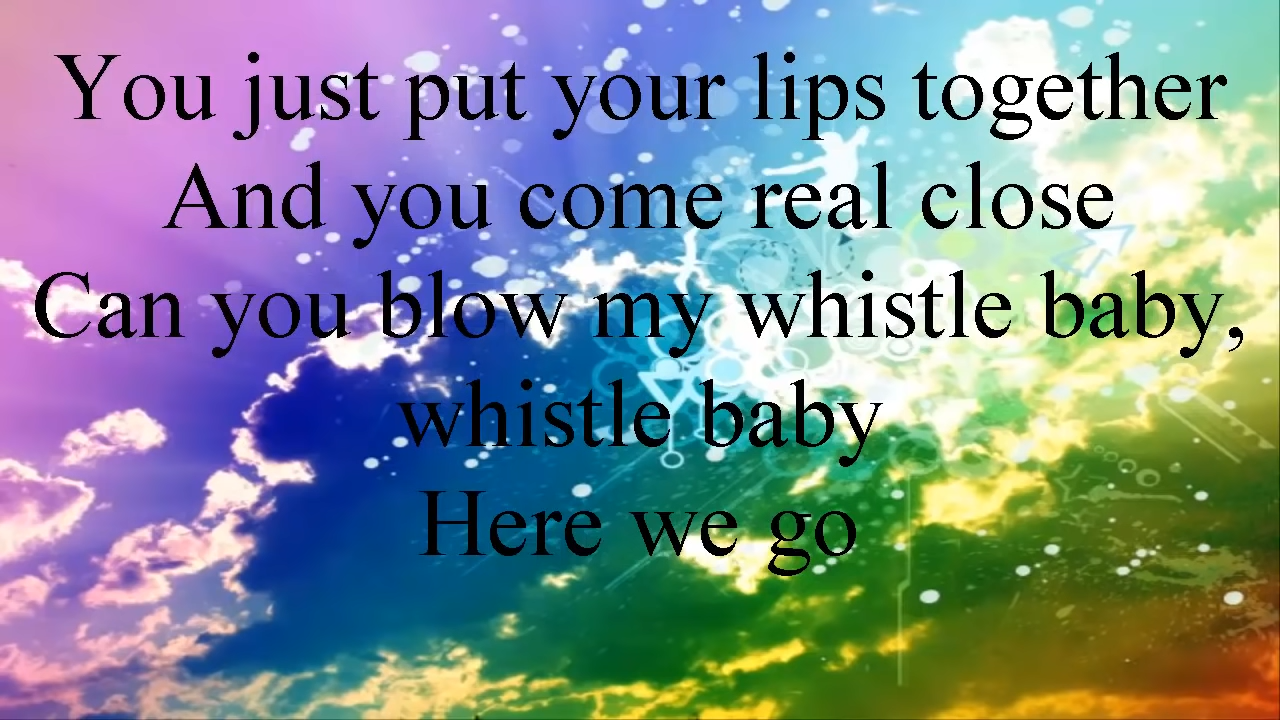 You just put your lips together
And you come real close
Can you blow my whistle baby,
whistle baby
Here we go